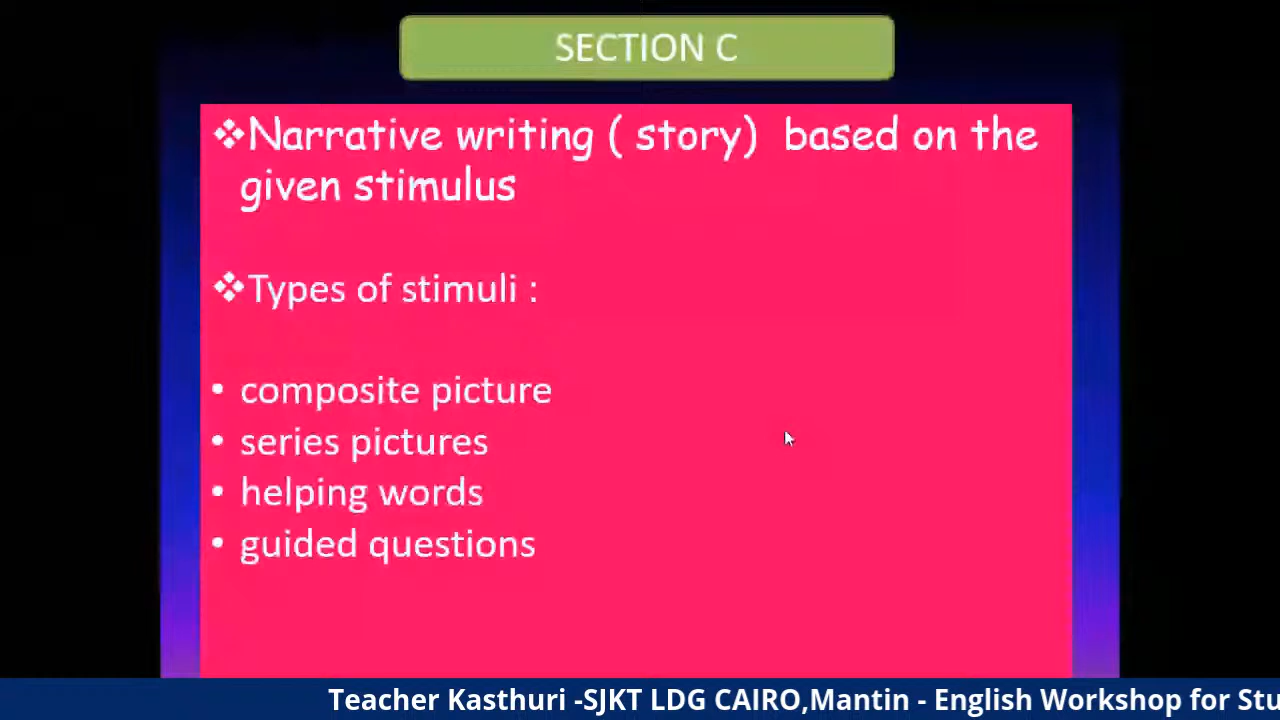 SECTION C
❖Narrative writing ( story) based on the
given stimulus
❖Types of stimuli :
• composite picture
• series pictures
• helping words
• guided questions
Teacher Kasthuri -SJKT LDG CAIRO,Mantin - English Workshop for Stu